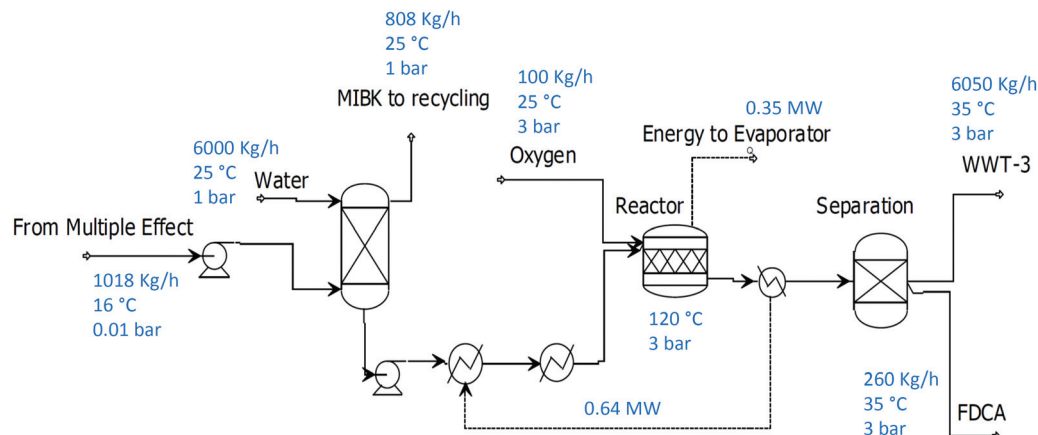 808 Kg/h
25 °C
1 bar
MIBK to recycling
100 Kg/h
25 °C
3 bar
Oxygen
0.35 MW
Energy to Evaporator
6050 Kg/h
35 °C
3 bar
WWT-3
6000 Kg/h
25 °C
1 bar
Water
Reactor
Separation
From Multiple Effect
1018 Kg/h
16 °C
0.01 bar
120 °C
3 bar
0.64 MW
260 Kg/h
35 °C
3 bar
FDCA